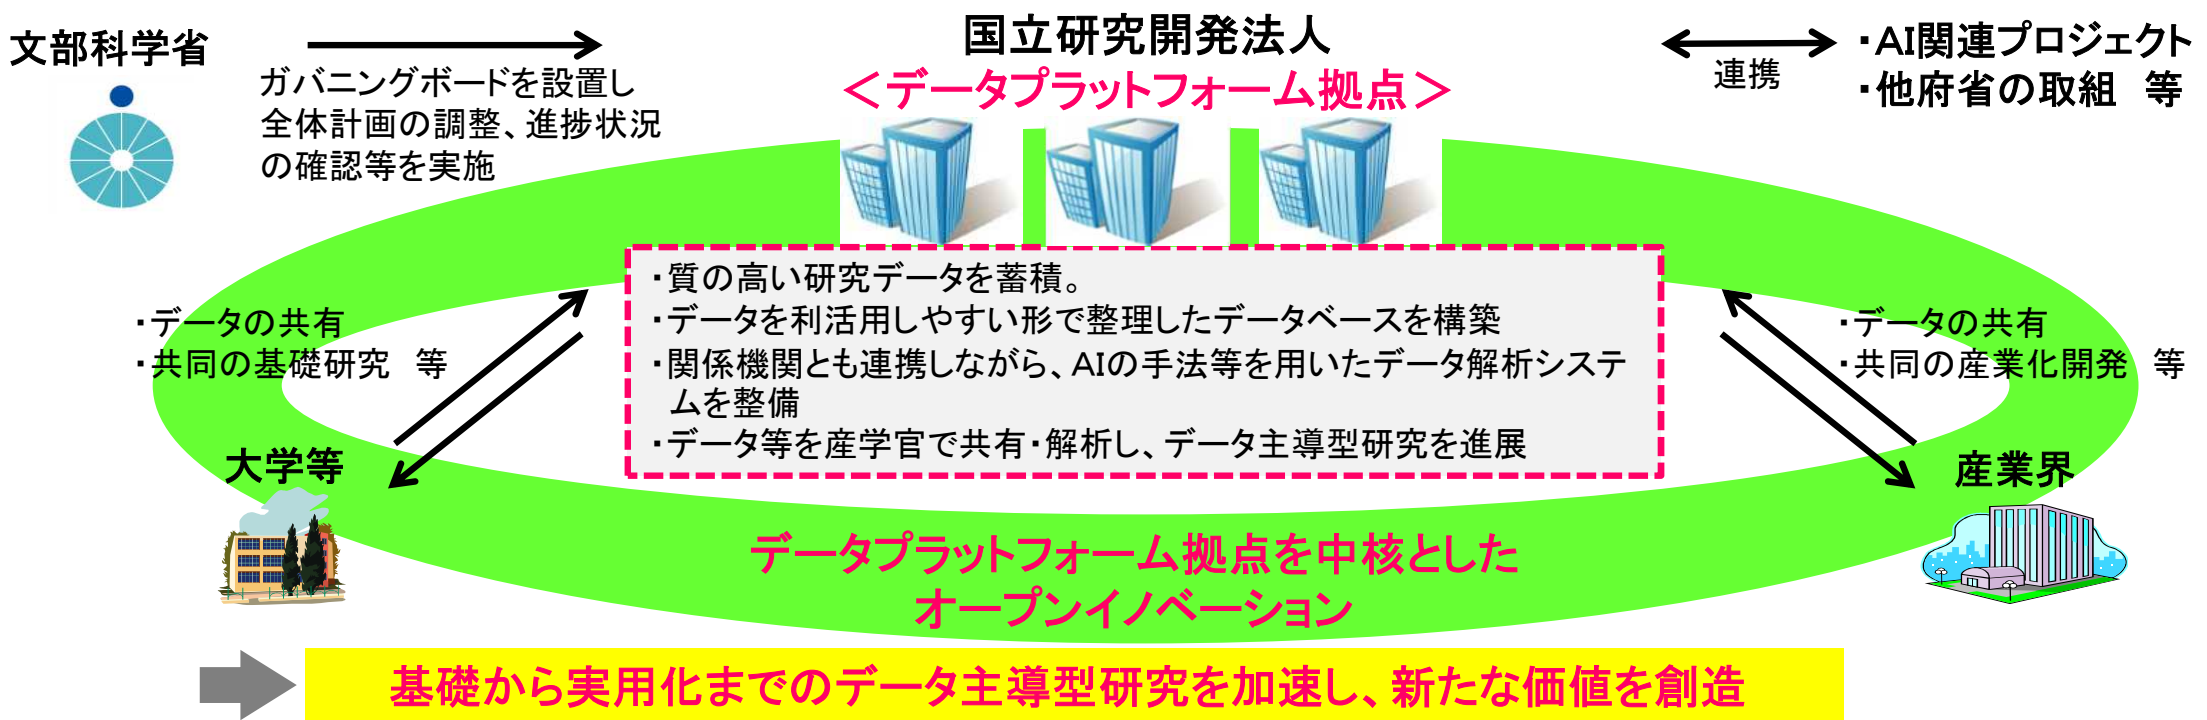 文部科学省
ガバニングボードを設置し
全体計画の調整、進捗状況
の確認等を実施
国立研究開発法人
＜データプラットフォーム拠点＞
連携
・AI関連プロジェクト
・他府省の取組　等
・質の高い研究データを蓄積。
・データを利活用しやすい形で整理したデータベースを構築
・関係機関とも連携しながら、AIの手法等を用いたデータ解析システ
ムを整備
・データ等を産学官で共有・解析し、データ主導型研究を進展
・データの共有
・共同の基礎研究　等
・データの共有
・共同の産業化開発　等
大学等
産業界
データプラットフォーム拠点を中核とした
オープンイノベーション
基礎から実用化までのデータ主導型研究を加速し、新たな価値を創造